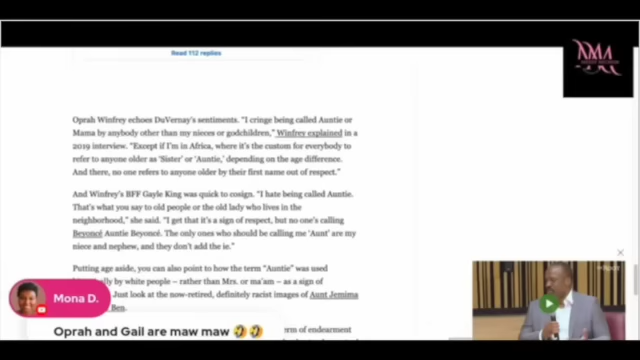 Read 112 replies
Oprah Winfrey echoes DuVernay's sentiments. "I cringe being called Auntie or
Mama by anybody other than my nieces or godchildren," Winfrey explained in a
2019 interview. "Except if I'm in Africa, where it's the custom for everybody to
refer to anyone older as 'Sister' or 'Auntie,' depending on the age difference.
And there, no one refers to anyone older by their first name out of respect."
And Winfrey's BFF Gayle King was quick to cosign. "I hate being called Auntie.
That's what you say to old people or the old lady who lives in the
neighborhood," she said. "I get that it's a sign of respect, but no one's calling
Beyoncé Auntie Beyoncé. The only ones who should be calling me 'Aunt' are my
niece and nephew, and they don't add the ie."
Putting age aside, you can also point to how the term "Auntie" was used
by white people – rather than Mrs. or ma'am – as a sign of
Just look at the now-retired, definitely racist images of Aunt Jemima
Ben.
Mona D.
Oprah and Gail are maw maw 🤣🤣
term of endearment